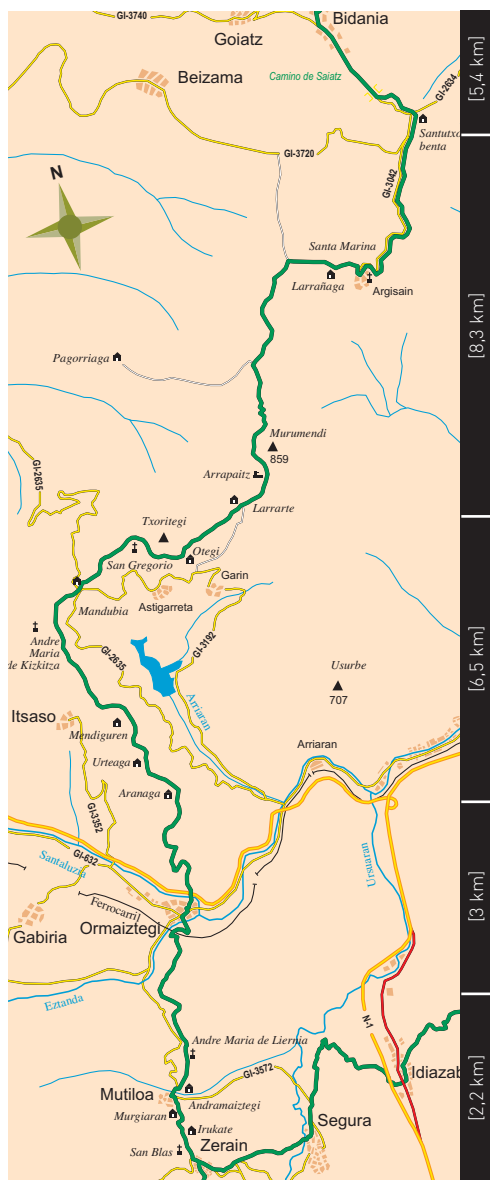 GI-3740
Bidania
Goiatz
Beizama
Camino de Saiatz
GI-2634
[5,4 km]
Santutxo
benta
GI-3720
N
GI-3042
Santa Marina
Larrañaga
Argisain
[8,3 km]
Pagorriaga
Murumendi
859
Arrapaitz
GI-2635
Larrarte
Txoritegi
Otegi
San Gregorio
Garin
Mandubia
Astigarreta
Andre
Maria
de Kizkitza
GI-3192
GI-2635
[6,5 km]
Usurbe
707
Arriaran
Itsaso
Mendiguren
Arriaran
Urteaga
Aranaga
GI-3352
GI-632
Santaluzia
Ursuaran
[3 km]
Ferrocarril
Ormaiztegi
Gabiria
Eztanda
N-1
Andre Maria de Liernia
GI-3572
Idiazab
Mutiloa
Andramaiztegi
[2,2 km]
Murgiaran
Segura
Irukate
San Blas
Zerain